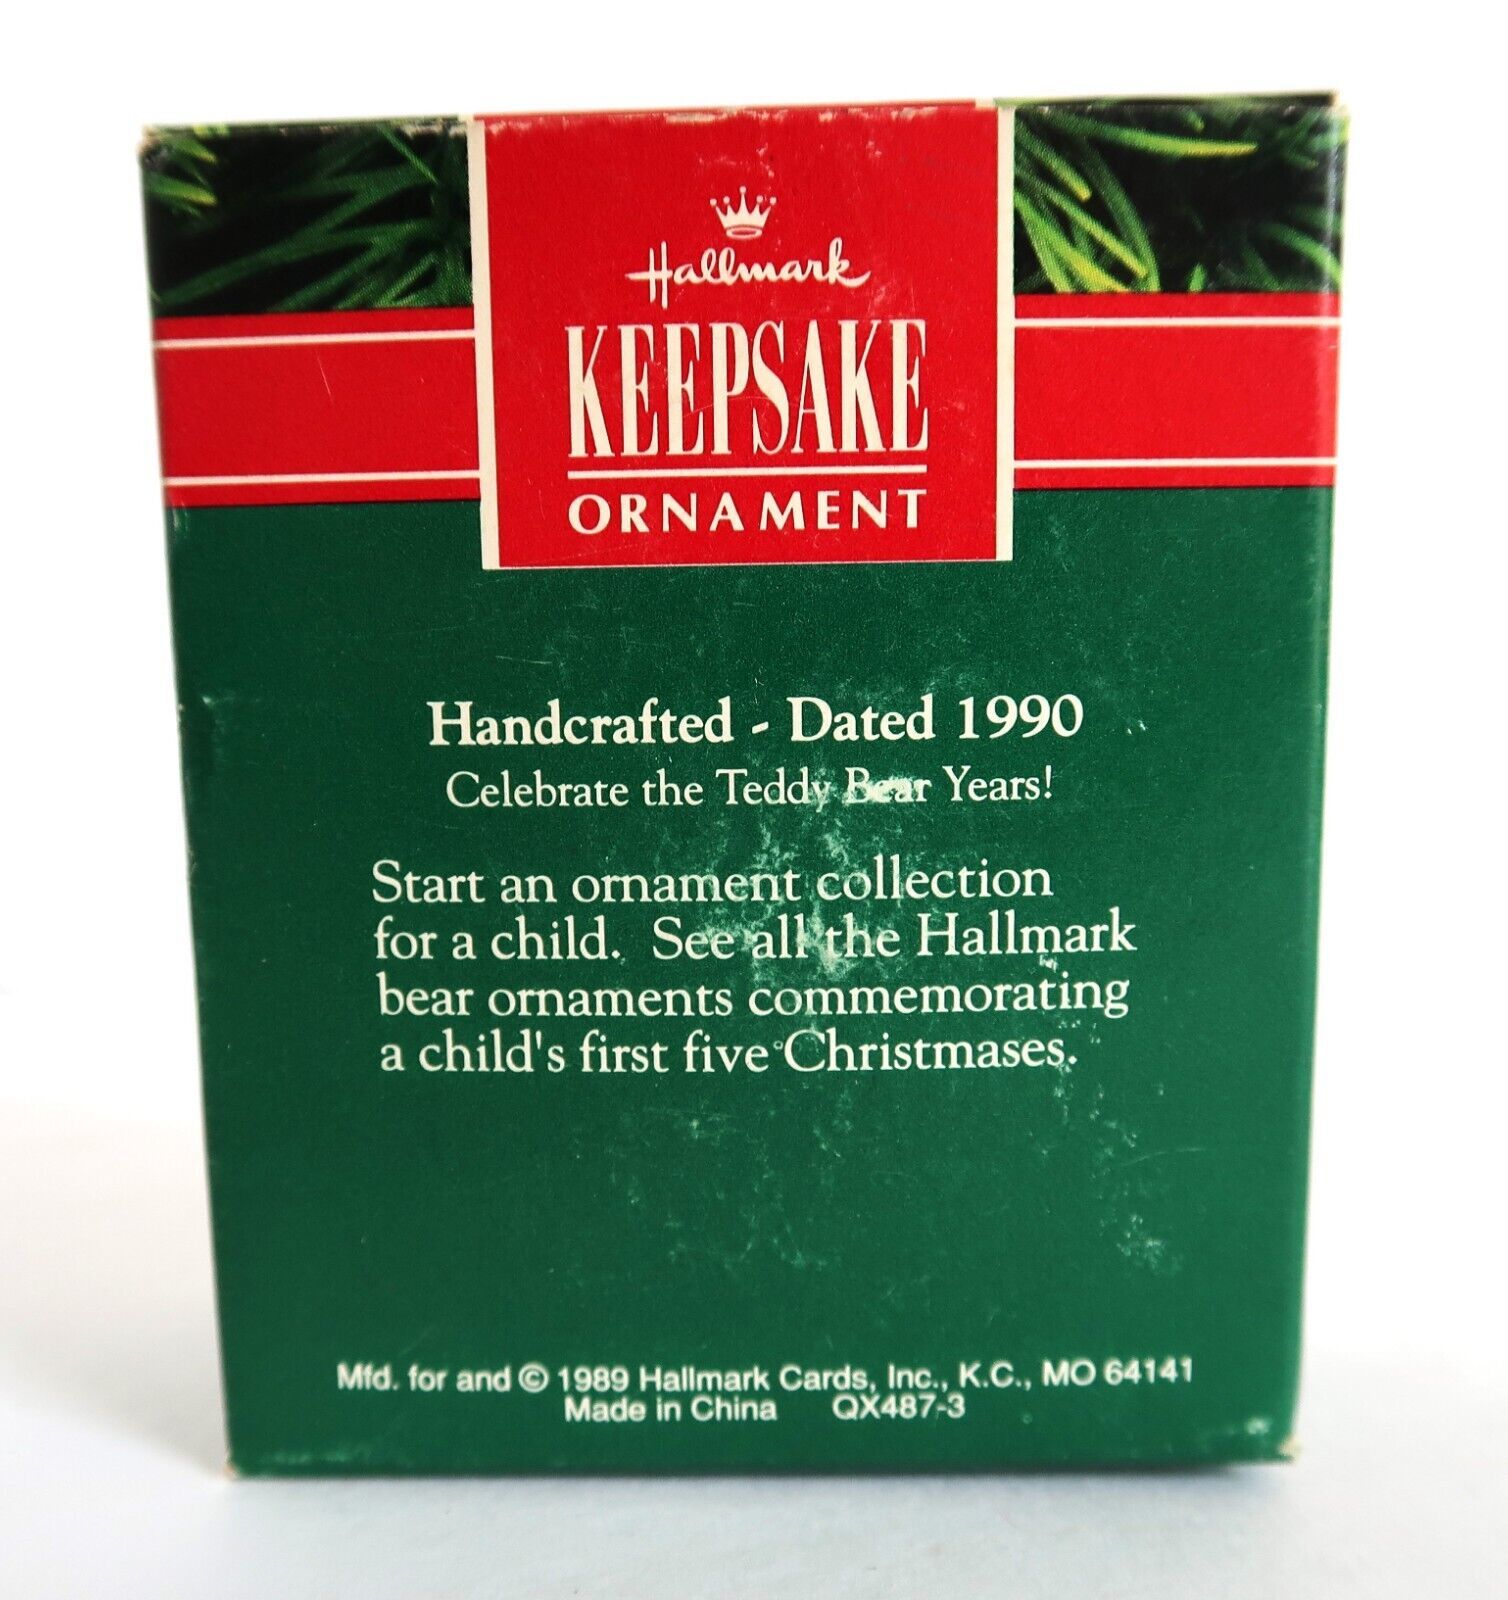 Hallmark
KEEPSAKE
ORNAMENT
Handcrafted - Dated 1990
Celebrate the Teddy Bear Years!
Start an ornament collection
for a child. See all the Hallmark
bear ornaments commemorating
a child's first five Christmases.
Mfd. for and © 1989 Hallmark Cards, Inc., K.C., MO 64141
Made in China QX487-3